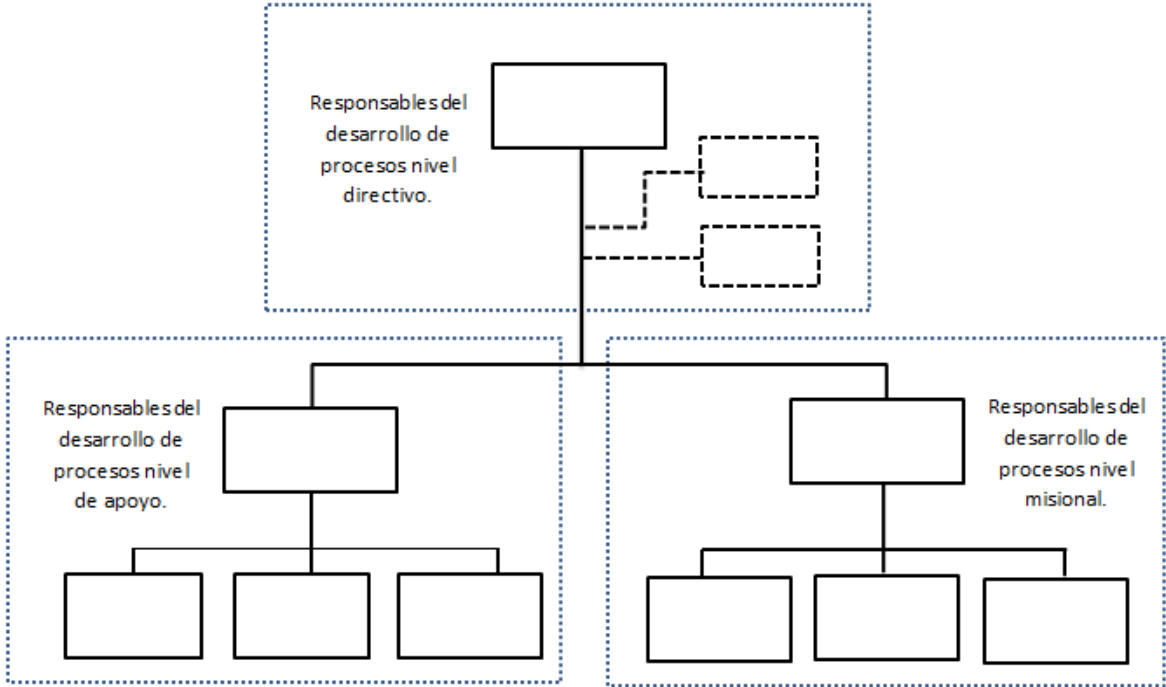 Responsables del
desarrollo de
procesos nivel
directivo.
Responsables del
desarrollo de
procesos nivel
de apoyo.
Responsables del
desarrollo de
procesos nivel
misional.